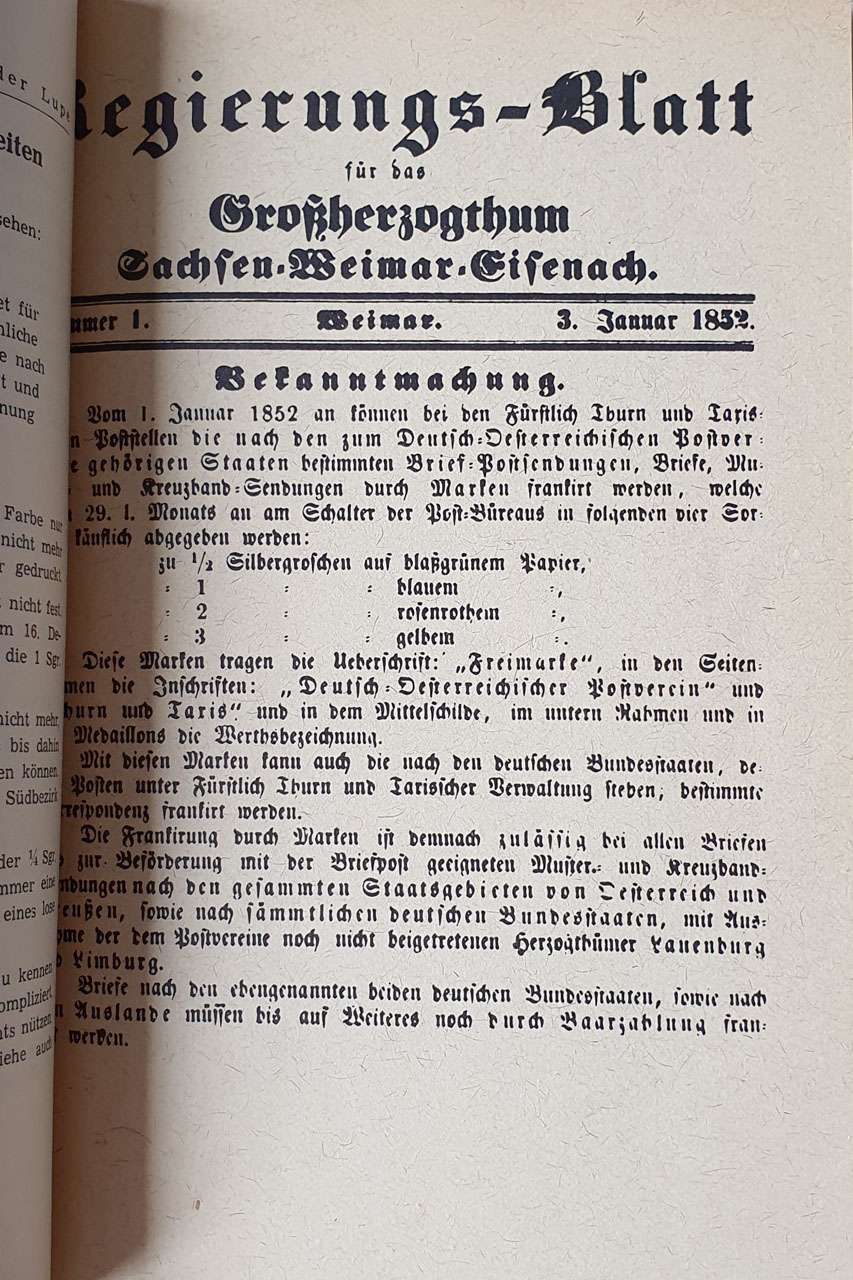 der Lupe
eiten
sehen:
et für
nliche
e nach
t und
nung
Farbe nur
nicht mehr
r gedruckt.
nicht fest.
m 16. De-
die 1 Sgr.
nicht mehr,
bis dahin
en können.
Südbezirk
der ¼ Sgr.
mmer eine
eines lose
u kennen
ompliziert,
hts nützen
iehe auch
Regierungs-Blatt
für das
Großherzogthum
Sachsen-Weimar-Eisenach.
ummer 1. Weimar. 3. Januar 1852.
Bekanntmachung.
Vom 1. Januar 1852 an können bei den Fürstlich Thurn und Taxis-
n Poststellen die nach den zum Deutsch-Oesterreichischen Postver-
e gehörigen Staaten bestimmten Brief-Postsendungen, Briefe, Mu-
und Kreuzband-Sendungen durch Marken frankirt werden, welche
29. l. Monats an am Schalter der Post-Büreaus in folgenden vier Sor-
käuflich abgegeben werden:
zu ½ Silbergroschen auf blaßgrünem Papier,
- 1 - - blauem -,
- 2 - - rosenrothem -,
- 3 - - gelbem -.
Diese Marken tragen die Ueberschrift: „Freimarke“, in den Seiten-
men die Inschriften: „Deutsch-Oesterreichischer Postverein“ und
hurn und Taxis“ und in dem Mittelschilde, im untern Rahmen und in
Medaillons die Werthsbezeichnung.
Mit diesen Marken kann auch die nach den deutschen Bundesstaaten, de-
Posten unter Fürstlich Thurn und Taxisscher Verwaltung stehen, bestimmte
rrespondenz frankirt werden.
Die Frankirung durch Marken ist demnach zulässig bei allen Briefen
zur Beförderung mit der Briefpost geeigneten Muster- und Kreuzband-
ndungen nach den gesammten Staatsgebieten von Oesterreich und
eußen, sowie nach sämmtlichen deutschen Bundesstaaten, mit Aus-
me der dem Postvereine noch nicht beigetretenen Herzogthümer Lauenburg
Limburg.
Briefe nach den ebengenannten beiden deutschen Bundesstaaten, sowie nach
n Auslande müssen bis auf Weiteres noch durch Baarzahlung fran-
werden.